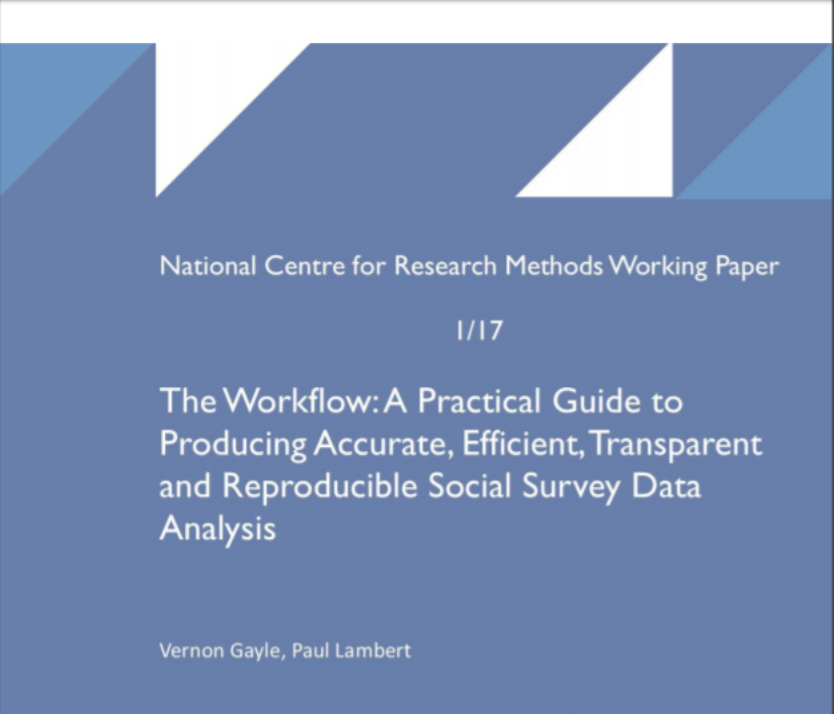 National Centre for Research Methods Working Paper
1/17
The Workflow: A Practical Guide to
Producing Accurate, Efficient, Transparent
and Reproducible Social Survey Data
Analysis
Vernon Gayle, Paul Lambert